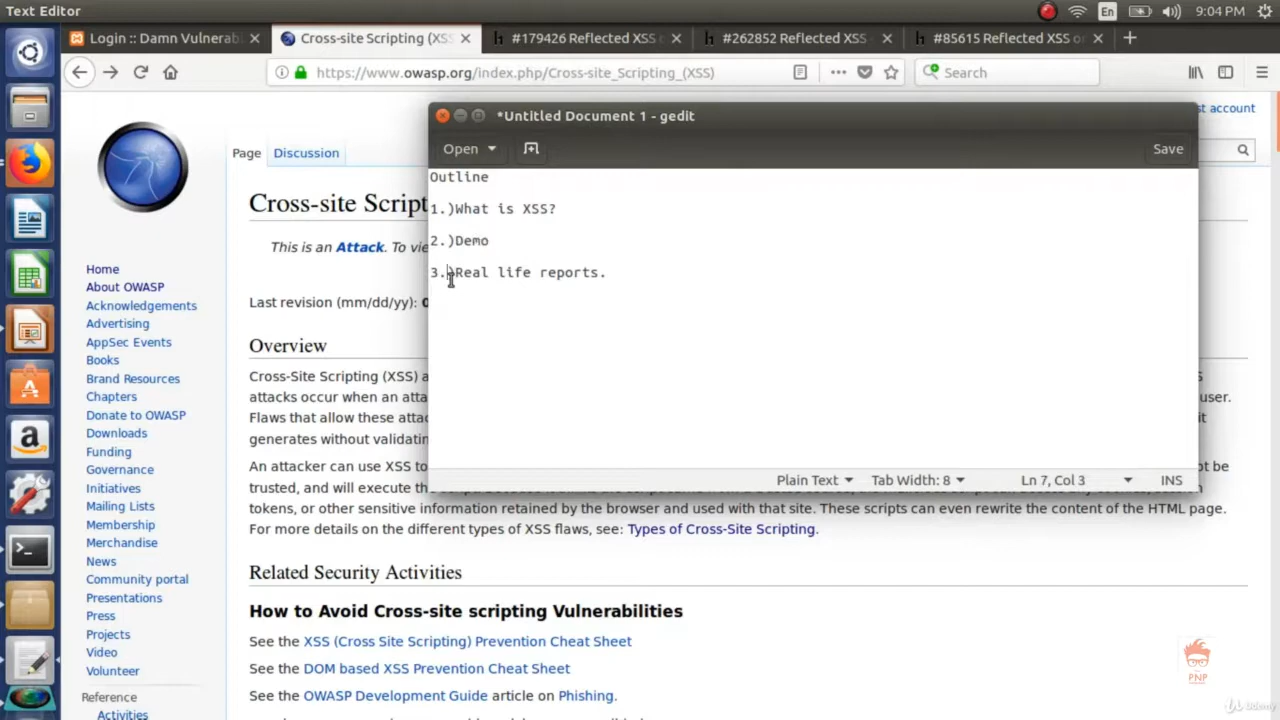 Text Editor
En
9:04 PM
Login :: Damn Vulnerab
Cross-site Scripting (XSS
#179426 Reflected XSS
#262852 Reflected XSS
#85615 Reflected XSS o
https://www.owasp.org/index.php/Cross-site_Scripting_(XSS)
Search
*Untitled Document 1 - gedit
st account
Open
Save
Page
Discussion
Outline
1.)What is XSS?
2.)Demo
3.)Real life reports.
Cross-site Script
This is an Attack. To vie
Last revision (mm/dd/yy): 0
Overview
Cross-Site Scripting (XSS) a
S
attacks occur when an atta
user.
Flaws that allow these attac
it
generates without validatin
An attacker can use XSS to
ot be
trusted, and will execute the
tokens, or other sensitive information retained by the browser and used with that site. These scripts can even rewrite the content of the HTML page.
For more details on the different types of XSS flaws, see: Types of Cross-Site Scripting.
Plain Text
Tab Width: 8
Ln 7, Col 3
INS
Related Security Activities
How to Avoid Cross-site scripting Vulnerabilities
See the XSS (Cross Site Scripting) Prevention Cheat Sheet
See the DOM based XSS Prevention Cheat Sheet
See the OWASP Development Guide article on Phishing.
Home
About OWASP
Acknowledgements
Advertising
AppSec Events
Books
Brand Resources
Chapters
Donate to OWASP
Downloads
Funding
Governance
Initiatives
Mailing Lists
Membership
Merchandise
News
Community portal
Presentations
Press
Projects
Video
Volunteer
Reference
Activities
PNP
Udemy